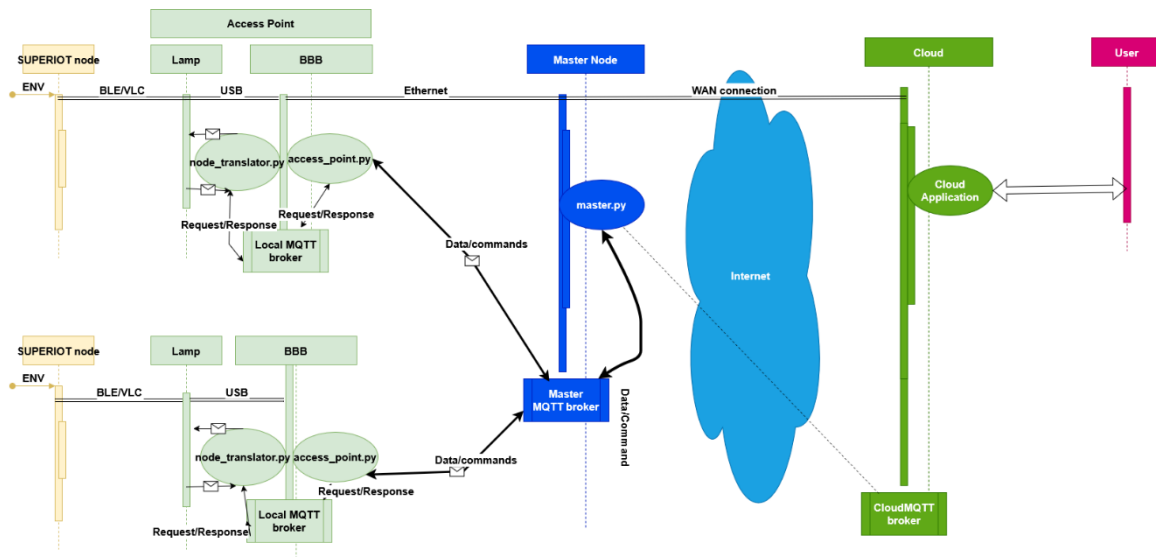 Access Point
SUPERIOT node
Lamp
BBB
Master Node
Cloud
User
ENV
BLE/VLC
USB
Ethernet
WAN connection
node_translator.py
access_point.py
master.py
Cloud
Application
Request/Response
Request/Response
Local MQTT
broker
Data/commands
Internet
SUPERIOT node
Lamp
BBB
ENV
BLE/VLC
USB
Master
MQTT broker
Data/Command
node_translator.py
access_point.py
Data/commands
Request/Response
Local MQTT
broker
Request/Response
CloudMQTT
broker